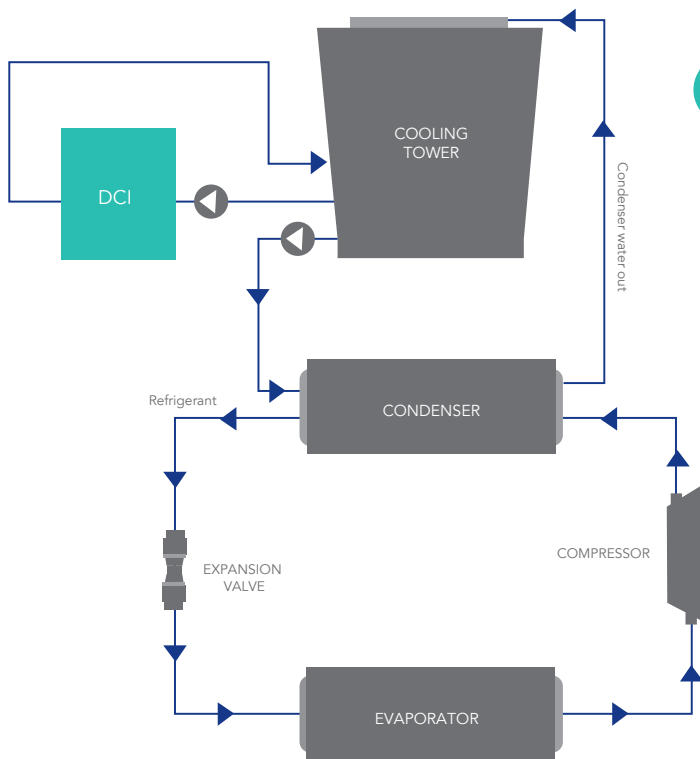 COOLING
TOWER
DCI
Condenser water out
CONDENSER
Refrigerant
COMPRESSOR
EXPANSION
VALVE
EVAPORATOR